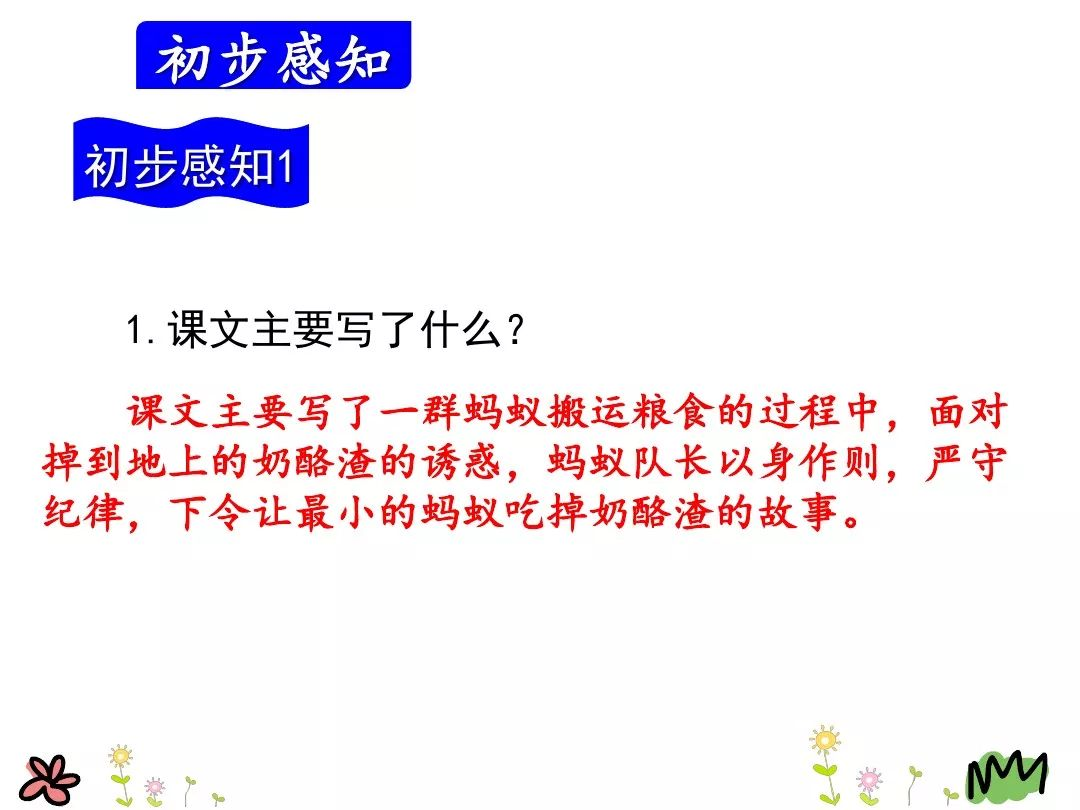 初步感知
初步感知1
1.课文主要写了什么？
课文主要写了一群蚂蚁搬运粮食的过程中，面对
掉到地上的奶酪渣的诱惑，蚂蚁队长以身作则，严守
纪律，下令让最小的蚂蚁吃掉奶酪渣的故事。